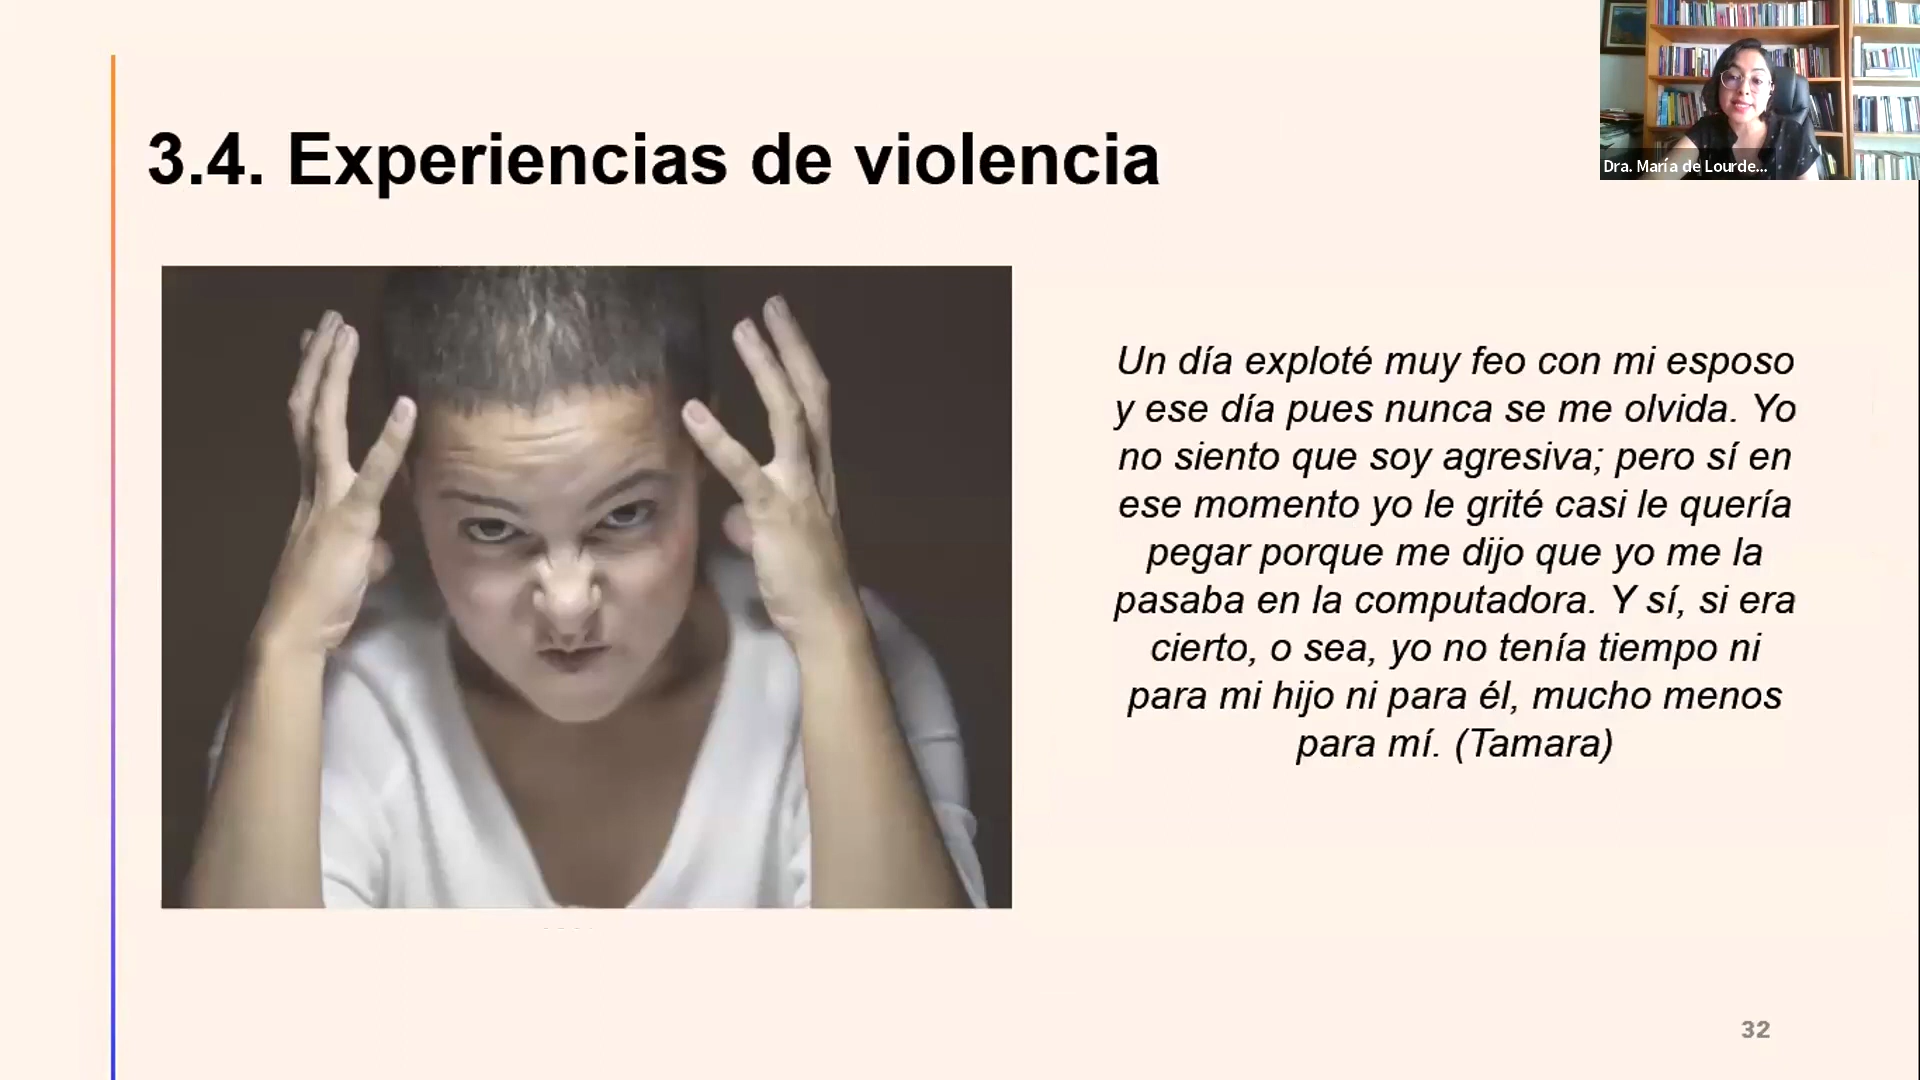 Dra. María de Lourde...
3.4. Experiencias de violencia
Un día exploté muy feo con mi esposo
y ese día pues nunca se me olvida. Yo
no siento que soy agresiva; pero sí en
ese momento yo le grité casi le quería
pegar porque me dijo que yo me la
pasaba en la computadora. Y sí, si era
cierto, o sea, yo no tenía tiempo ni
para mi hijo ni para él, mucho menos
para mí. (Tamara)
32